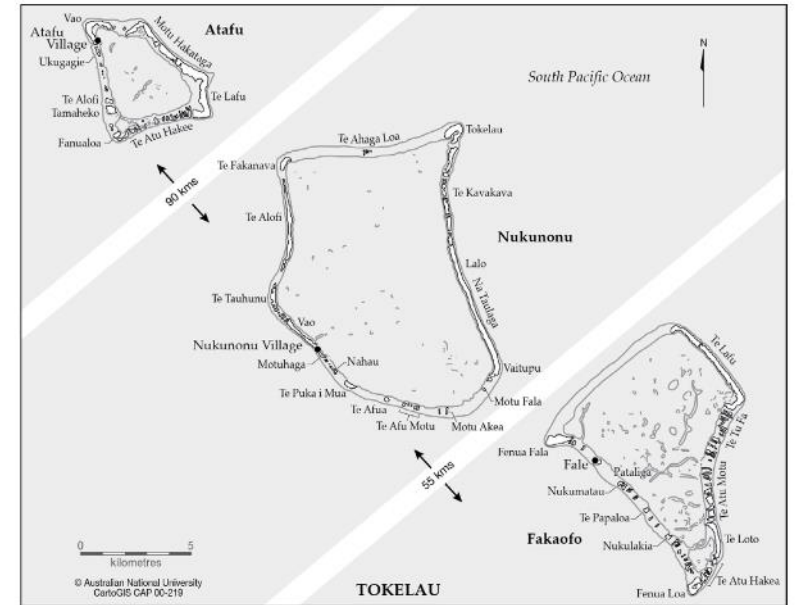 Vao
Atafu
Village
Ukugagie
Te Alofi
Tamaheko
Fanualoa
Te Atu Hakee
Motu Hakataga
Te Lafu
Atafu
South Pacific Ocean
N
90 kms
Te Ahaga Loa
Tokelau
Te Fakanava
Te Kavakava
Te Alofi
Nukunonu
Lalo
Na Taulaga
Te Tauhunu
Vao
Nukunonu Village
Motuhaga
Nahau
Te Puka i Mua
Te Afua
Te Afu Motu
Motu Akea
Motu Fala
Vaitupu
55 kms
Te Lafu
Te Tu Fa
Fenua Fala
Fale
Pataliga
Nukumatau
Te Papaloa
Nukulakia
Te Atu Motu
Te Loto
Fakaofo
Te Atu Hakea
Fenua Loa
0 5
kilometres
© Australian National University
CartoGIS CAP 00-219
TOKELAU